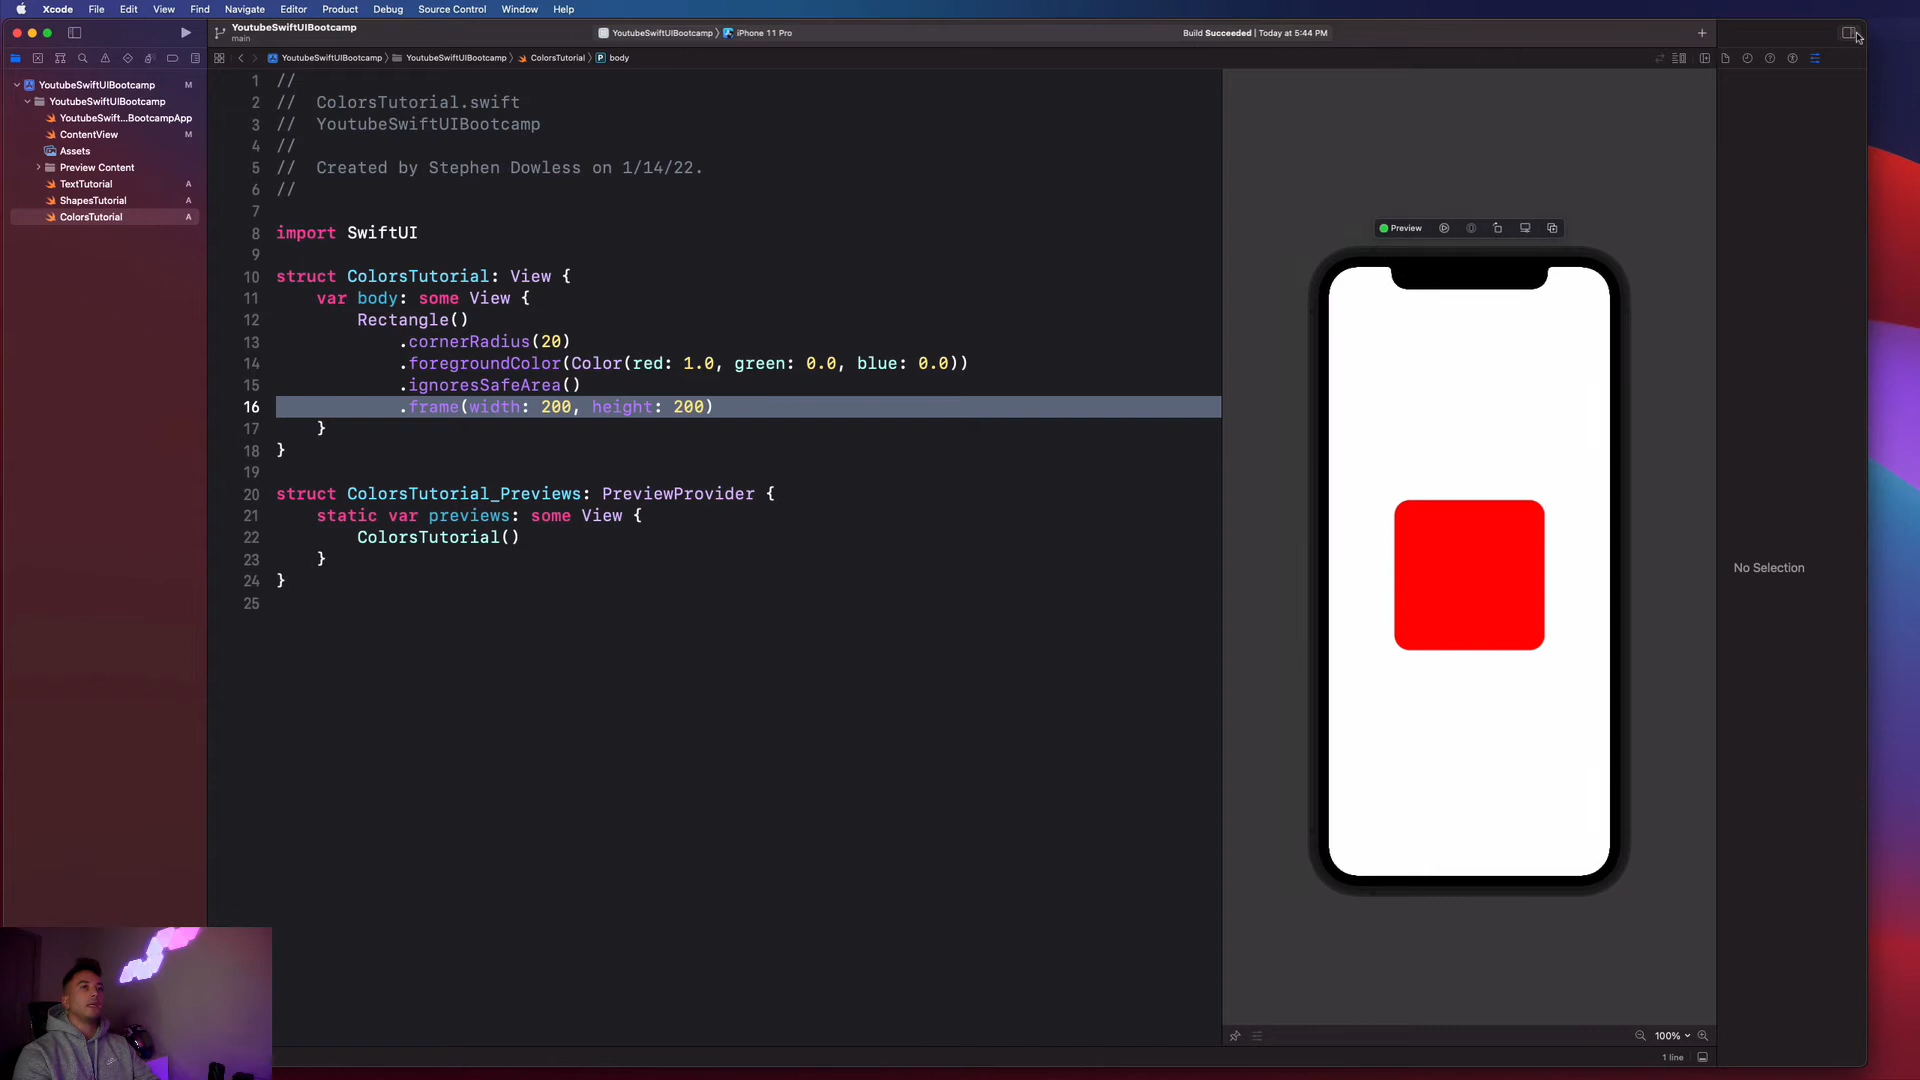 Xcode File Edit View Find Navigate Editor Product Debug Source Control Window Help
YoutubeSwiftUIBootcamp
main
YoutubeSwiftUIBootcamp 〉 iPhone 11 Pro
Build Succeeded | Today at 5:44 PM
YoutubeSwiftUIBootcamp 〉 YoutubeSwiftUIBootcamp 〉 ColorsTutorial 〉 P body
YoutubeSwiftUIBootcamp M
YoutubeSwiftUIBootcamp
YoutubeSwift...BootcampApp
ContentView M
Assets
Preview Content
TextTutorial A
ShapesTutorial A
ColorsTutorial A
1 //
2 //  ColorsTutorial.swift
3 //  YoutubeSwiftUIBootcamp
4 //
5 //  Created by Stephen Dowless on 1/14/22.
6 //
7
8 import SwiftUI
9
10 struct ColorsTutorial: View {
11     var body: some View {
12         Rectangle()
13             .cornerRadius(20)
14             .foregroundColor(Color(red: 1.0, green: 0.0, blue: 0.0))
15             .ignoresSafeArea()
16             .frame(width: 200, height: 200)
17     }
18 }
19
20 struct ColorsTutorial_Previews: PreviewProvider {
21     static var previews: some View {
22         ColorsTutorial()
23     }
24 }
25
Preview
No Selection
100%
1 line